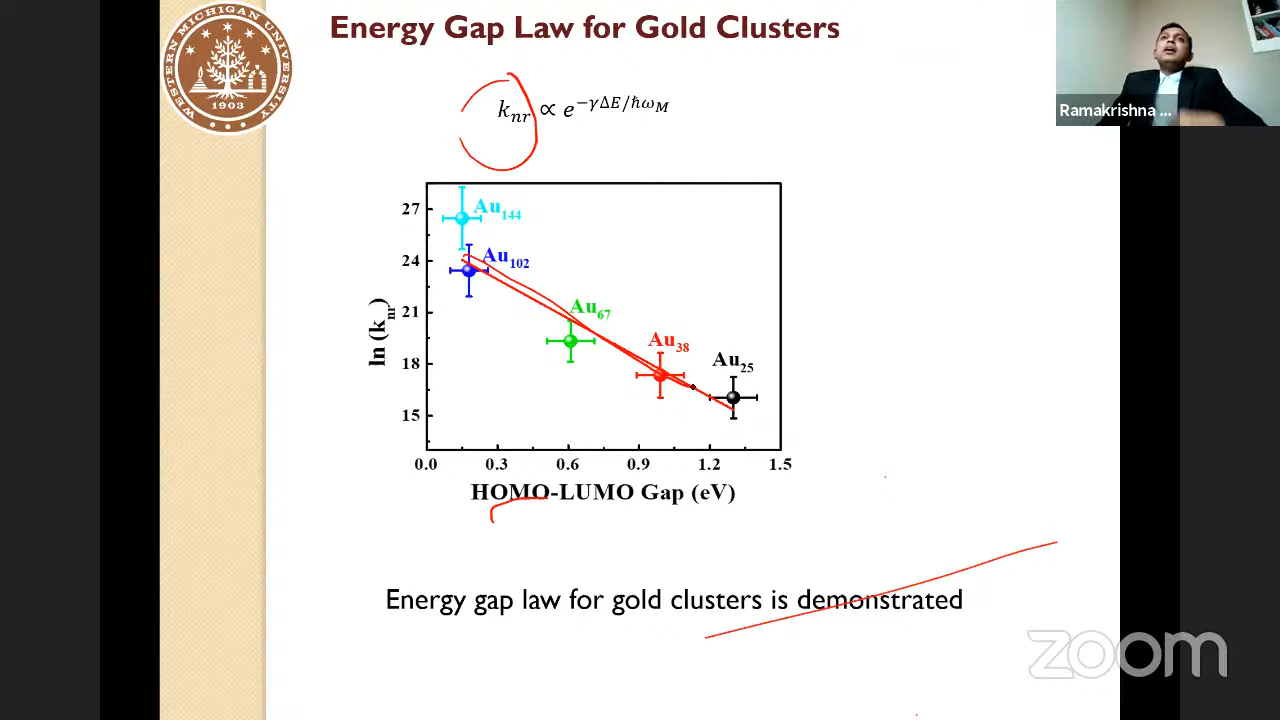 Energy Gap Law for Gold Clusters
WESTERN MICHIGAN UNIVERSITY
1903
k_nr ∝ e^{−γΔE/ħω_M}
Ramakrishna ...
27
24
21
18
15
ln (k_nr)
Au144
Au102
Au67
Au38
Au25
0.0 0.3 0.6 0.9 1.2 1.5
HOMO-LUMO Gap (eV)
Energy gap law for gold clusters is demonstrated
zoom